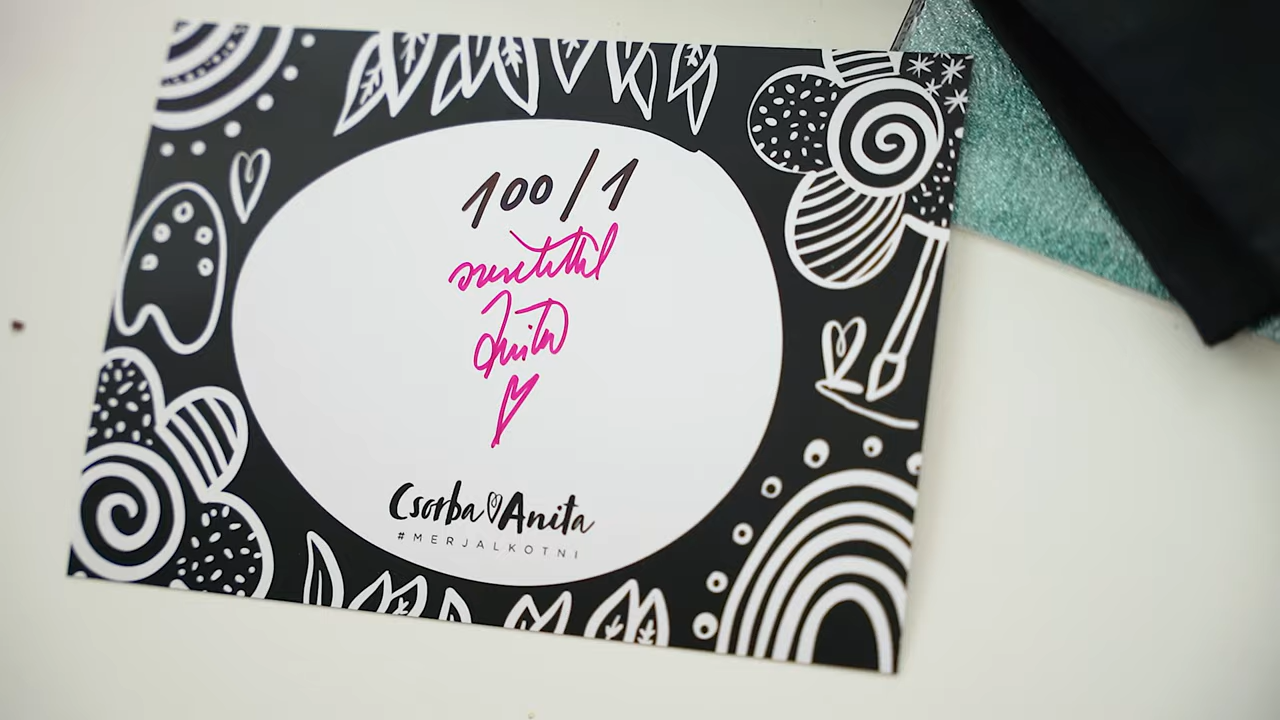 100/1
szeretettel
Anita
Csorba Anita
#MERJALKOTNI